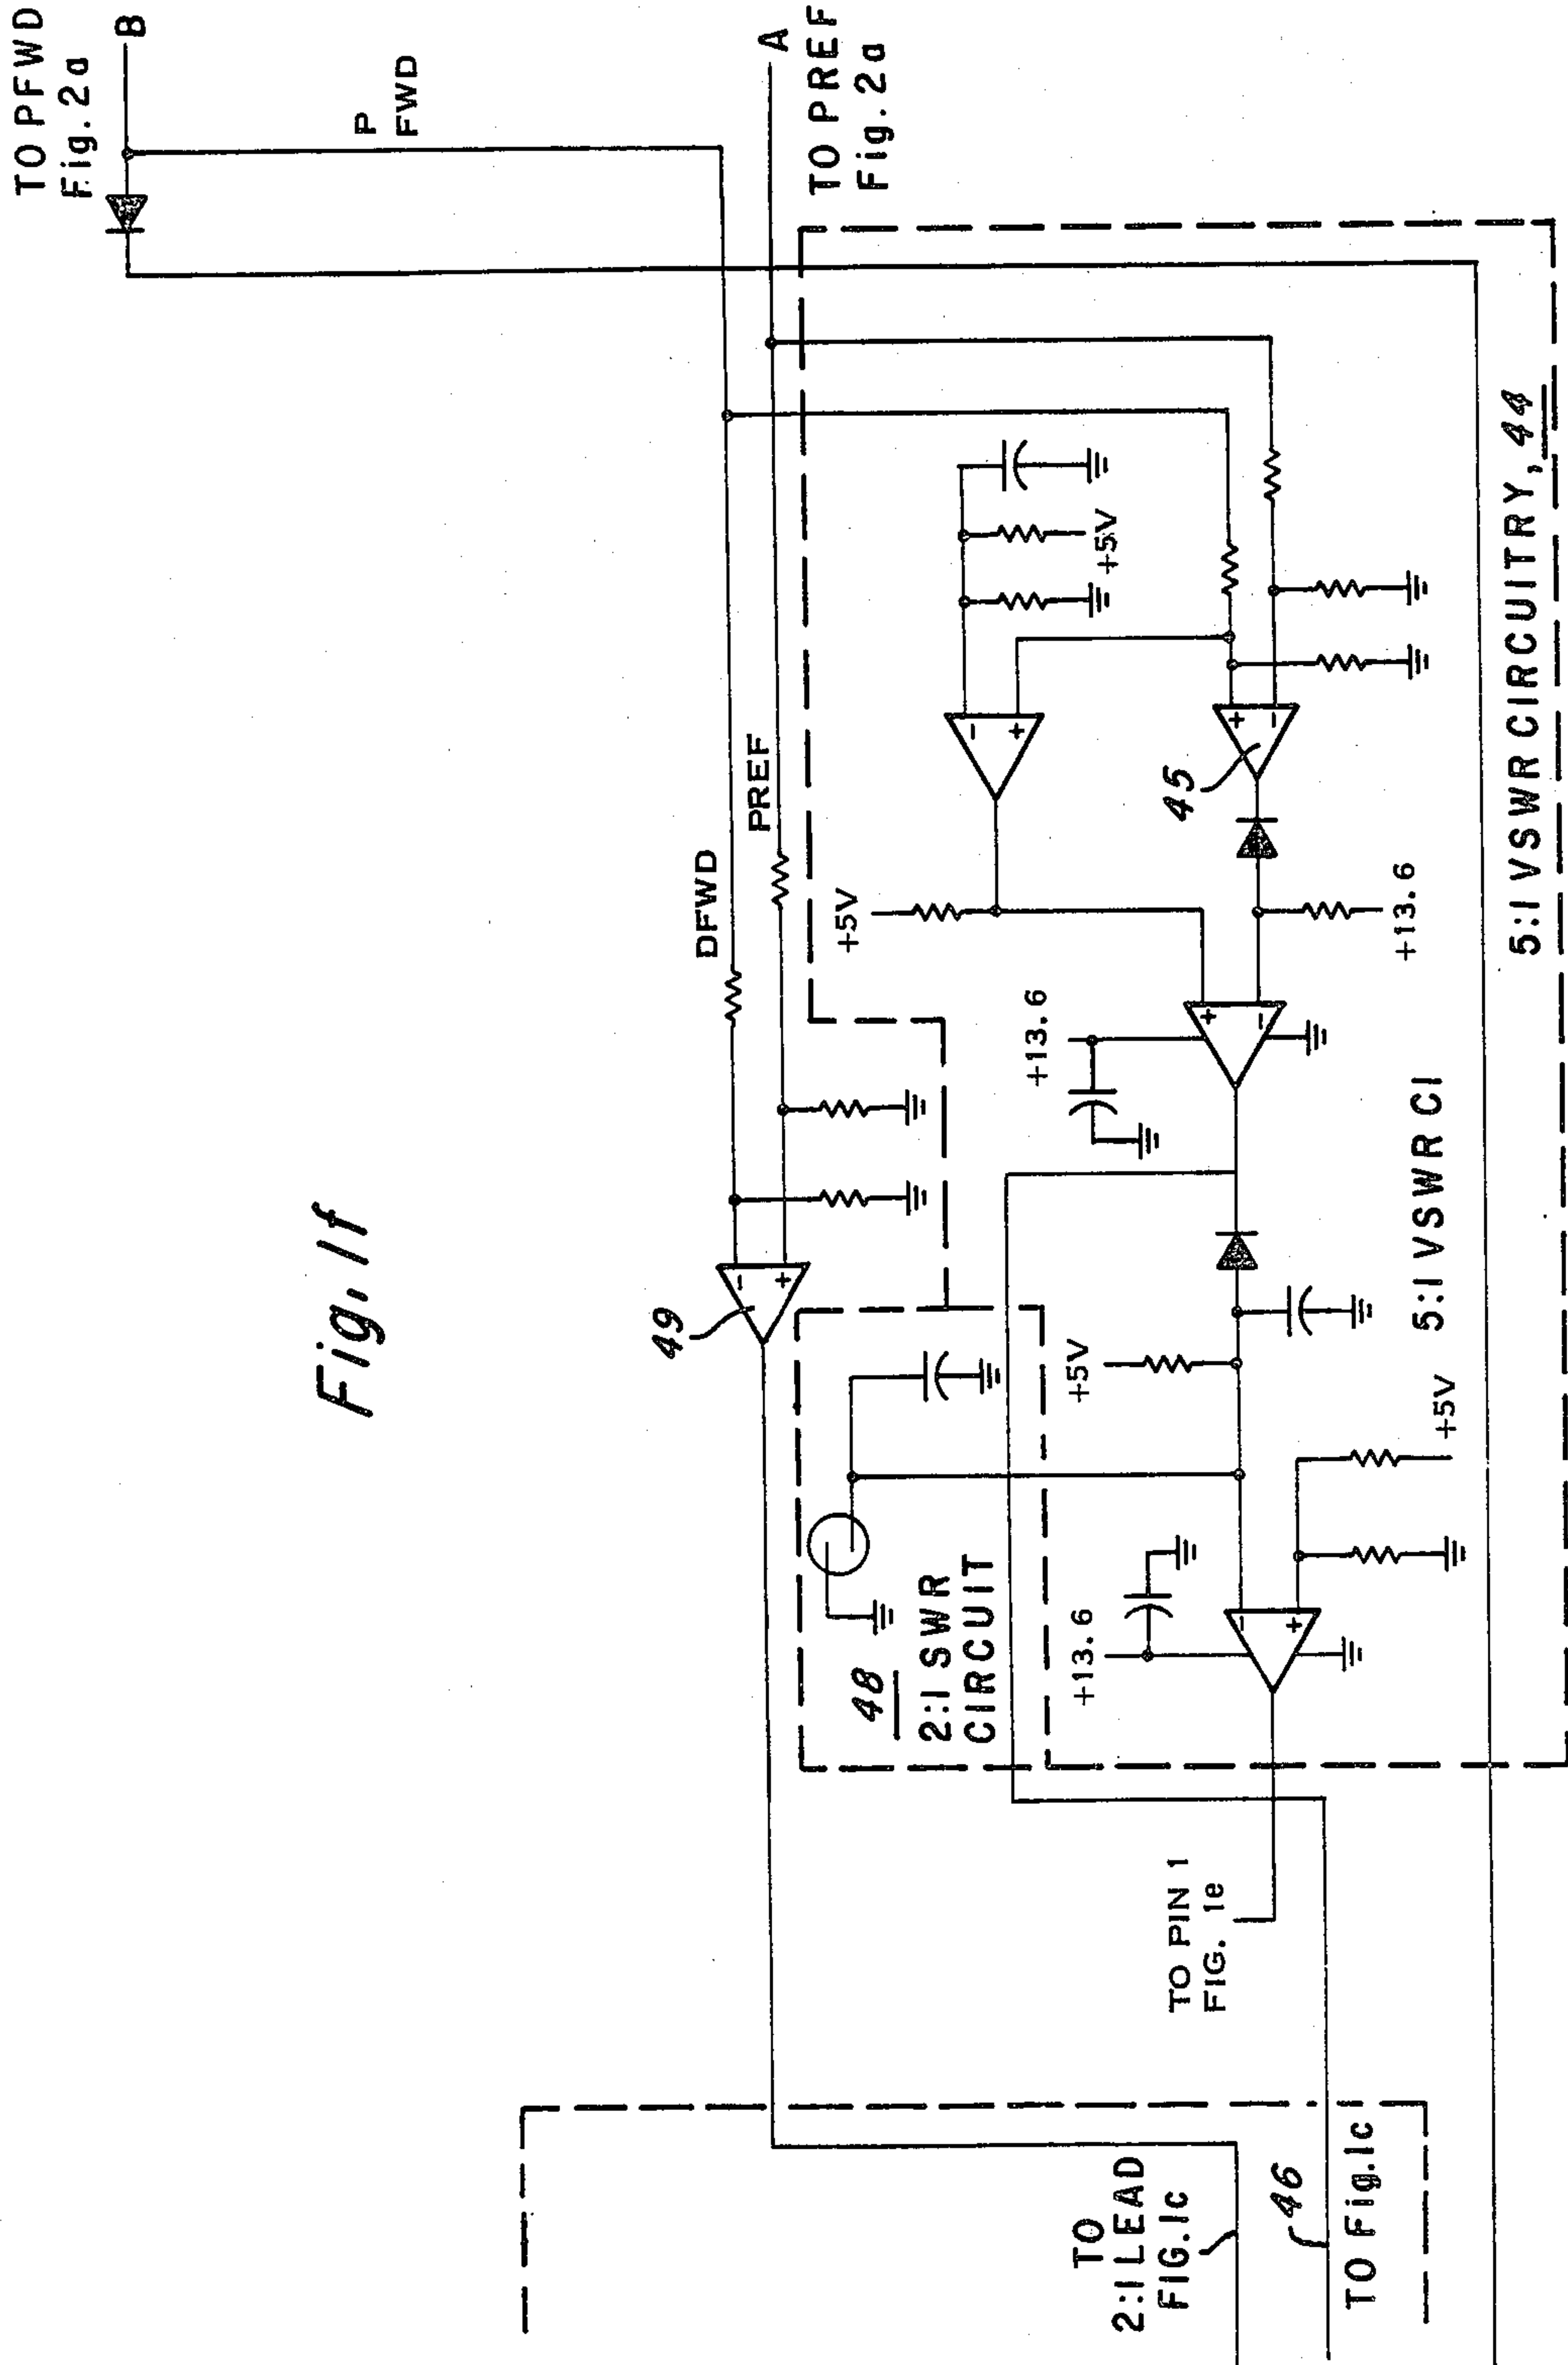 Fig. 1f
TO PFWD
Fig. 2a
B
P
FWD
A
TO PREF
Fig. 2a
DFWD
PREF
49
+5V
+5V
45
+13.6
+13.6
5:1 VSWR CIRCUITRY, 44
5:1 VSWR CI
+5V
+5V
48
2:1 SWR
CIRCUIT
+13.6
-
+
-
+
+
-
+
-
-
+
TO PIN 1
FIG. 1e
TO
2:1 LEAD
FIG. 1c
46
TO Fig. 1c